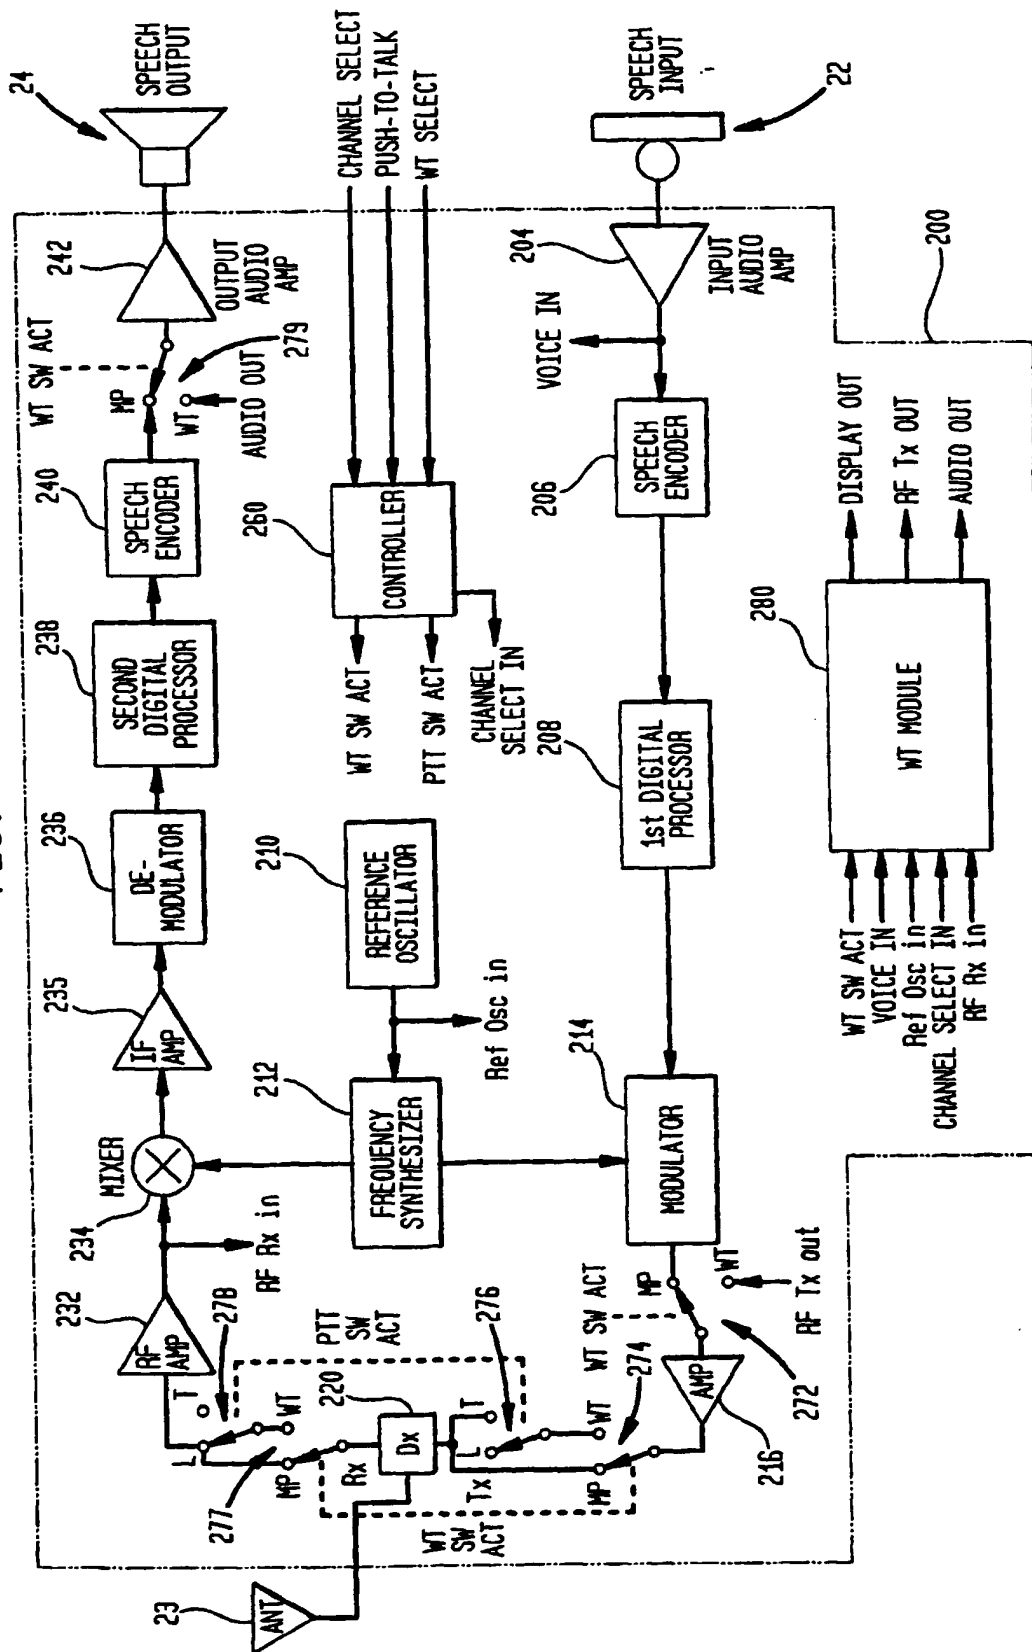 24
SPEECH
OUTPUT
242
OUTPUT
AUDIO
AMP
WT SW ACT
MP
WT
279
AUDIO OUT
240
SPEECH
ENCODER
238
SECOND
DIGITAL
PROCESSOR
236
DE-
MODULATOR
235
IF
AMP
MIXER
234
RF Rx in
232
RF
AMP
CHANNEL SELECT
PUSH-TO-TALK
WT SELECT
260
CONTROLLER
WT SW ACT
PTT SW ACT
CHANNEL
SELECT IN
210
REFERENCE
OSCILLATOR
Ref Osc in
212
FREQUENCY
SYNTHESIZER
278
PTT
SW
ACT
T
L
WT
277
MP
Rx
220
Dx
276
T
L
WT
274
Tx
MP
WT
SW
ACT
23
ANT
SPEECH
INPUT
22
204
INPUT
AUDIO
AMP
VOICE IN
206
SPEECH
ENCODER
208
1st DIGITAL
PROCESSOR
214
MODULATOR
WT SW ACT
MP
WT
RF Tx out
272
AMP
216
200
280
WT MODULE
DISPLAY OUT
RF Tx OUT
AUDIO OUT
WT SW ACT
VOICE IN
Ref Osc in
CHANNEL SELECT IN
RF Rx in